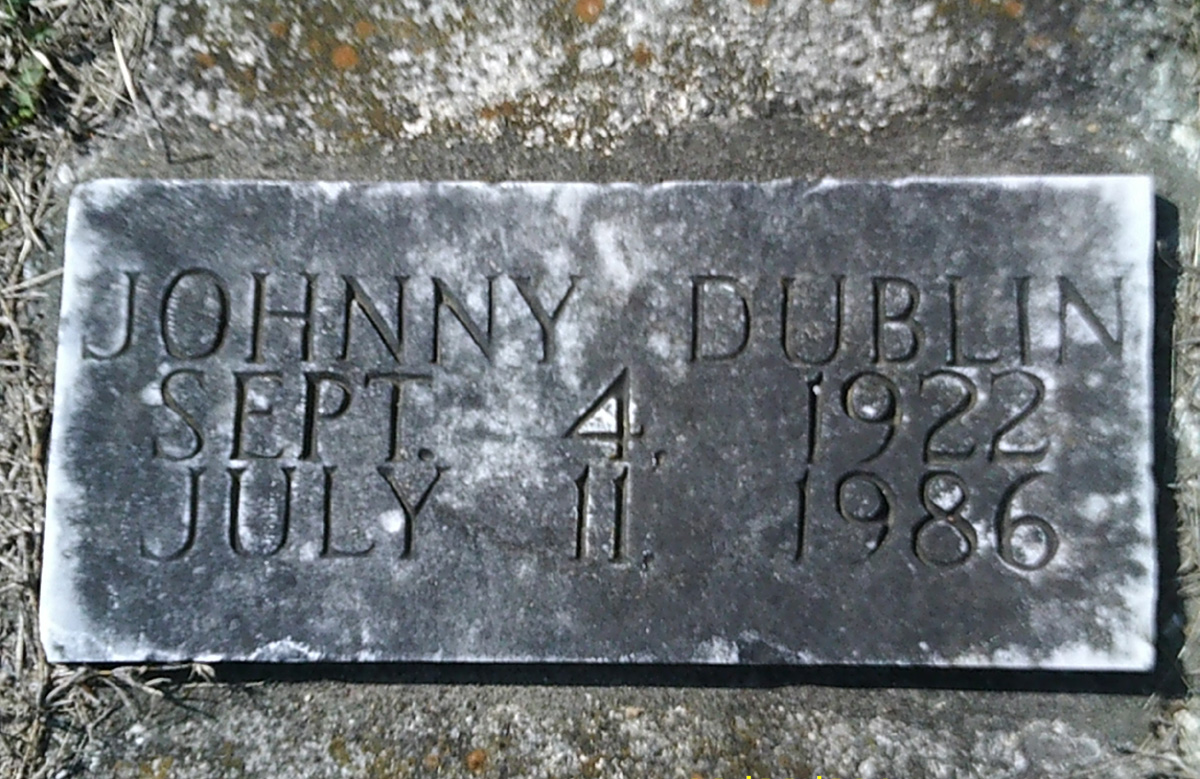 JOHNNY DUBLIN
SEPT. 4, 1922
JULY 11, 1986